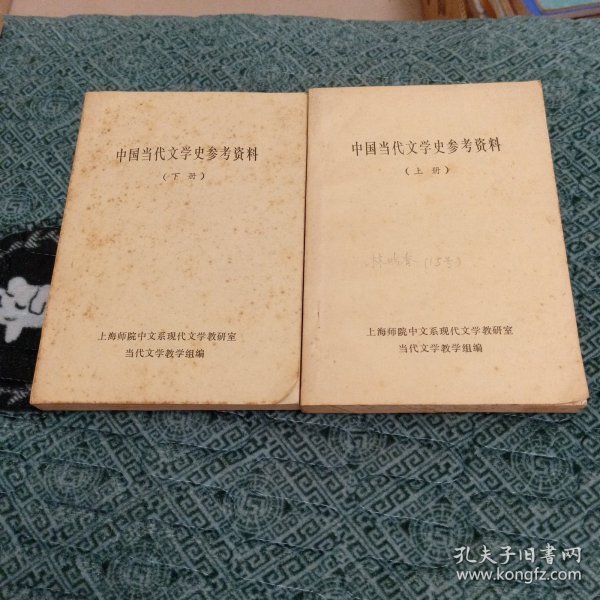 中国当代文学史参考资料
（下册）
上海师院中文系现代文学教研室
当代文学教学组编
中国当代文学史参考资料
（上册）
(15号)
上海师院中文系现代文学教研室
当代文学教学组编
孔夫子旧书网
www.kongfz.com